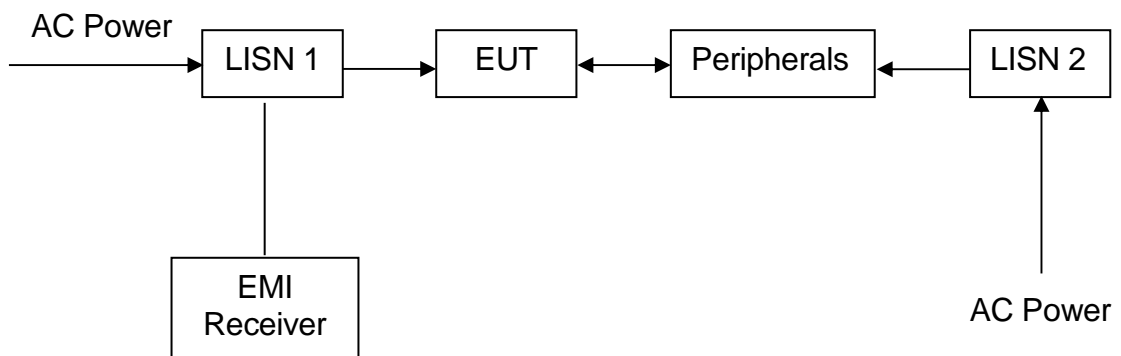 AC Power
LISN 1
EUT
Peripherals
LISN 2
EMI
Receiver
AC Power